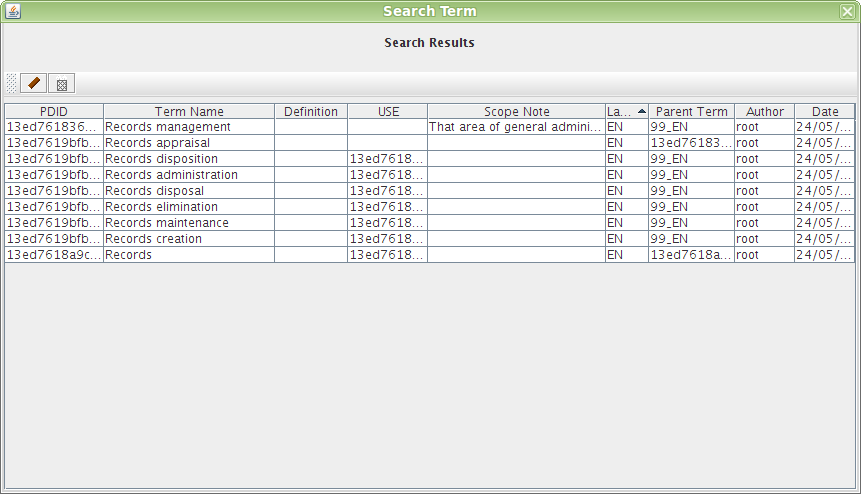 Search Term
Search Results
PDID Term Name Definition USE Scope Note La... Parent Term Author Date
13ed761836... Records management That area of general admini... EN 99_EN root 24/05/...
13ed7619bfb... Records appraisal EN 13ed76183... root 24/05/...
13ed7619bfb... Records disposition 13ed7618... EN 99_EN root 24/05/...
13ed7619bfb... Records administration 13ed7618... EN 99_EN root 24/05/...
13ed7619bfb... Records disposal 13ed7618... EN 99_EN root 24/05/...
13ed7619bfb... Records elimination 13ed7618... EN 99_EN root 24/05/...
13ed7619bfb... Records maintenance 13ed7618... EN 99_EN root 24/05/...
13ed7619bfb... Records creation 13ed7618... EN 99_EN root 24/05/...
13ed7618a9c... Records 13ed7618... EN 13ed7618a... root 24/05/...